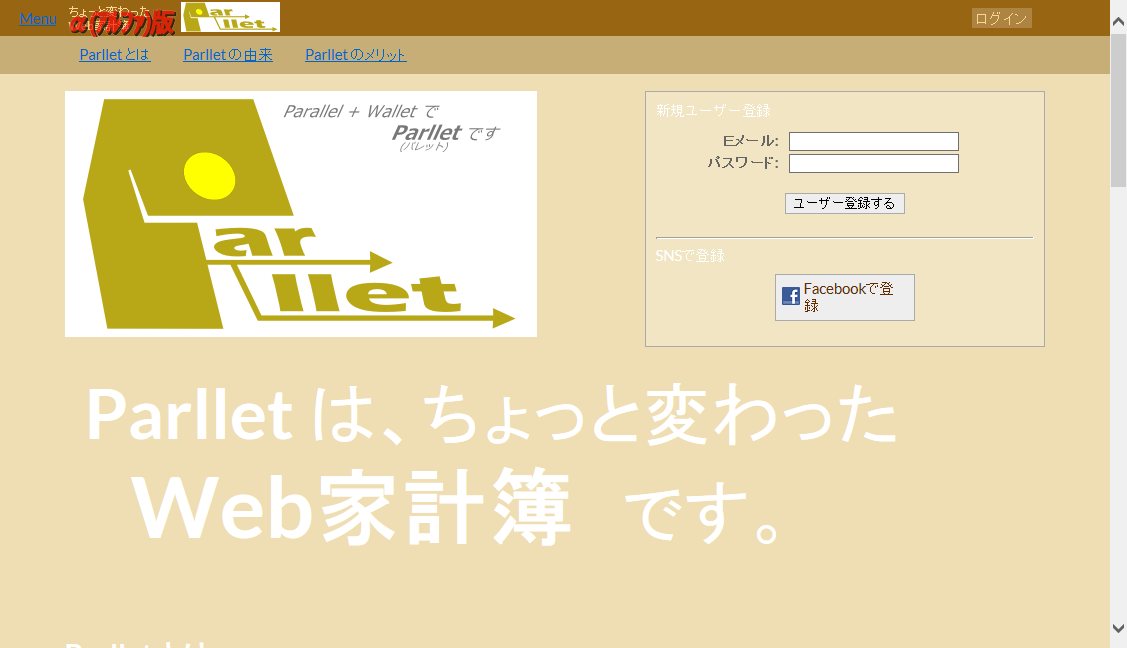 Menu
ちょっと変わった
α(アルファ)版
Parllet
ログイン
Parlletとは
Parlletの由来
Parlletのメリット
Parallel + Wallet で
Parllet です
(パレット)
Parllet
新規ユーザー登録
Eメール:
パスワード:
ユーザー登録する
SNSで登録
Facebookで登
録
Parllet は、ちょっと変わった
Web家計簿 です。